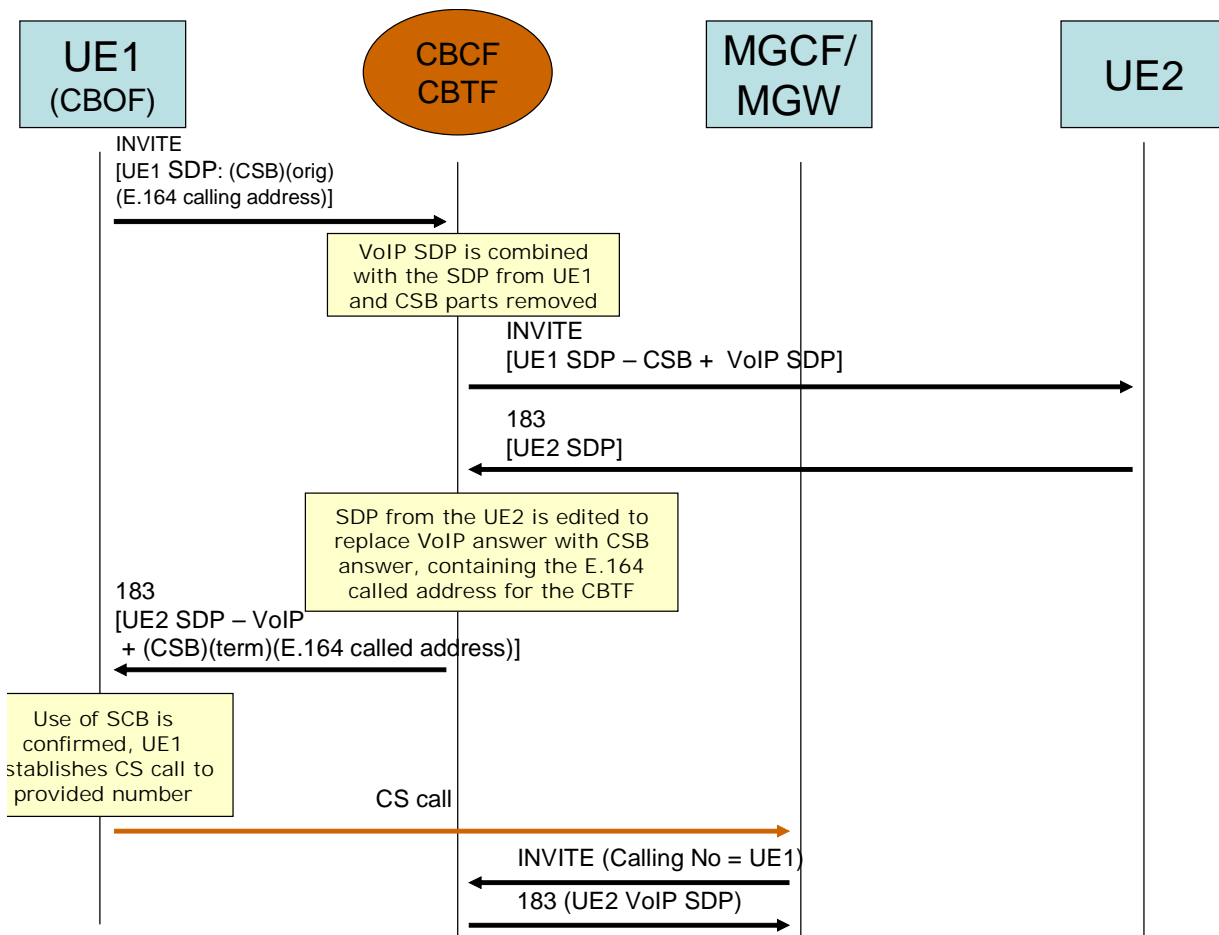 UE1
(CBOF)
CBCF
CBTF
MGCF/
MGW
UE2
INVITE
[UE1 SDP: (CSB)(orig)
(E.164 calling address)]
VoIP SDP is combined
with the SDP from UE1
and CSB parts removed
INVITE
[UE1 SDP – CSB + VoIP SDP]
183
[UE2 SDP]
SDP from the UE2 is edited to
replace VoIP answer with CSB
answer, containing the E.164
called address for the CBTF
183
[UE2 SDP – VoIP
+ (CSB)(term)(E.164 called address)]
Use of SCB is
confirmed, UE1
stablishes CS call to
provided number
CS call
INVITE (Calling No = UE1)
183 (UE2 VoIP SDP)